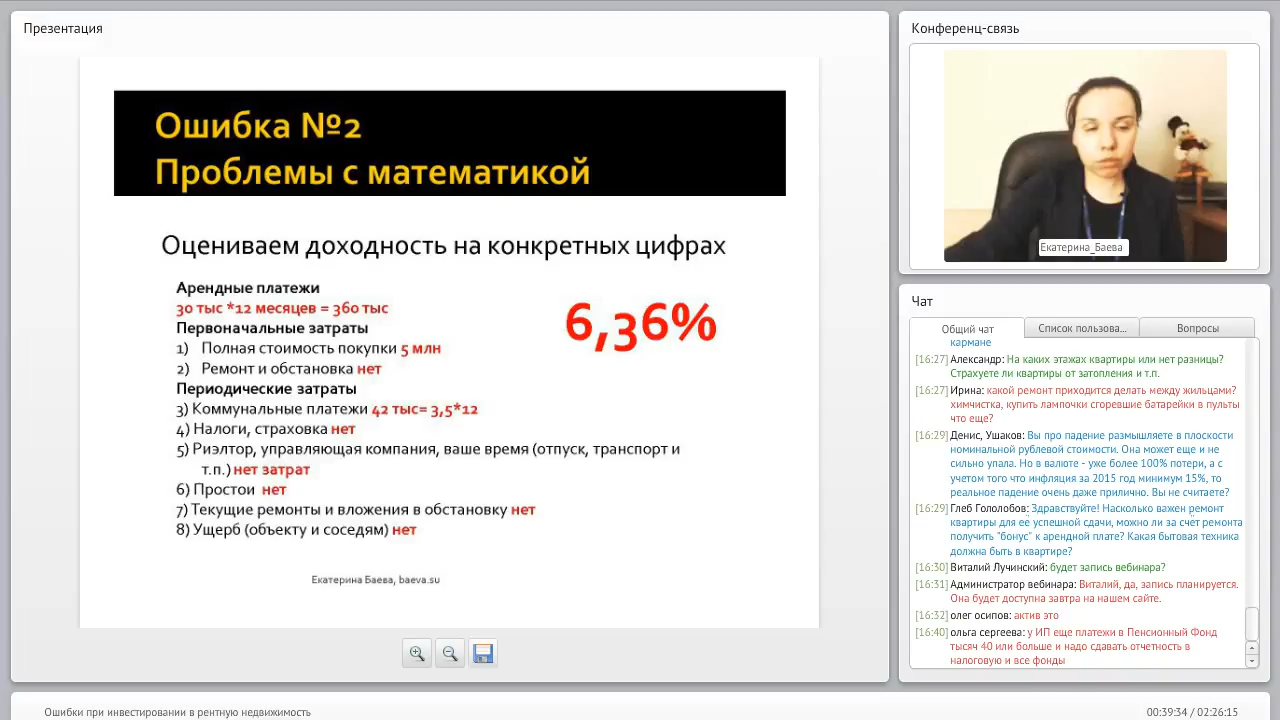 Презентация
Ошибка №2
Проблемы с математикой
Оцениваем доходность на конкретных цифрах
Арендные платежи
30 тыс *12 месяцев = 360 тыс
6,36%
Первоначальные затраты
1) Полная стоимость покупки 5 млн
2) Ремонт и обстановка нет
Периодические затраты
3) Коммунальные платежи 42 тыс= 3,5*12
4) Налоги, страховка нет
5) Риэлтор, управляющая компания, ваше время (отпуск, транспорт и
т.п.) нет затрат
6) Простои нет
7) Текущие ремонты и вложения в обстановку нет
8) Ущерб (объекту и соседям) нет
Екатерина Баева, baeva.su
Конференц-связь
Екатерина_Баева
Чат
Общий чат
Список пользова...
Вопросы
кармане
[16:27] Александр: На каких этажах квартиры или нет разницы?
Страхуете ли квартиры от затопления и т.п.
[16:27] Ирина: какой ремонт приходится делать между жильцами?
химчистка, купить лампочки сгоревшие батарейки в пульты
что еще?
[16:29] Денис, Ушаков: Вы про падение размышляете в плоскости
номинальной рублевой стоимости. Она может еще и не
сильно упала. Но в валюте - уже более 100% потери, а с
учетом того что инфляция за 2015 год минимум 15%, то
реальное падение очень даже прилично. Вы не считаете?
[16:29] Глеб Гололобов: Здравствуйте! Насколько важен ремонт
квартиры для её успешной сдачи, можно ли за счёт ремонта
получить "бонус" к арендной плате? Какая бытовая техника
должна быть в квартире?
[16:30] Виталий Лучинский: будет запись вебинара?
[16:31] Администратор вебинара: Виталий, да, запись планируется.
Она будет доступна завтра на нашем сайте.
[16:32] олег осипов: актив это
[16:40] ольга сергеева: у ИП еще платежи в Пенсионный Фонд
тысяч 40 или больше и надо сдавать отчетность в
налоговую и все фонды
Ошибки при инвестировании в рентную недвижимость
00:39:34 / 02:26:15